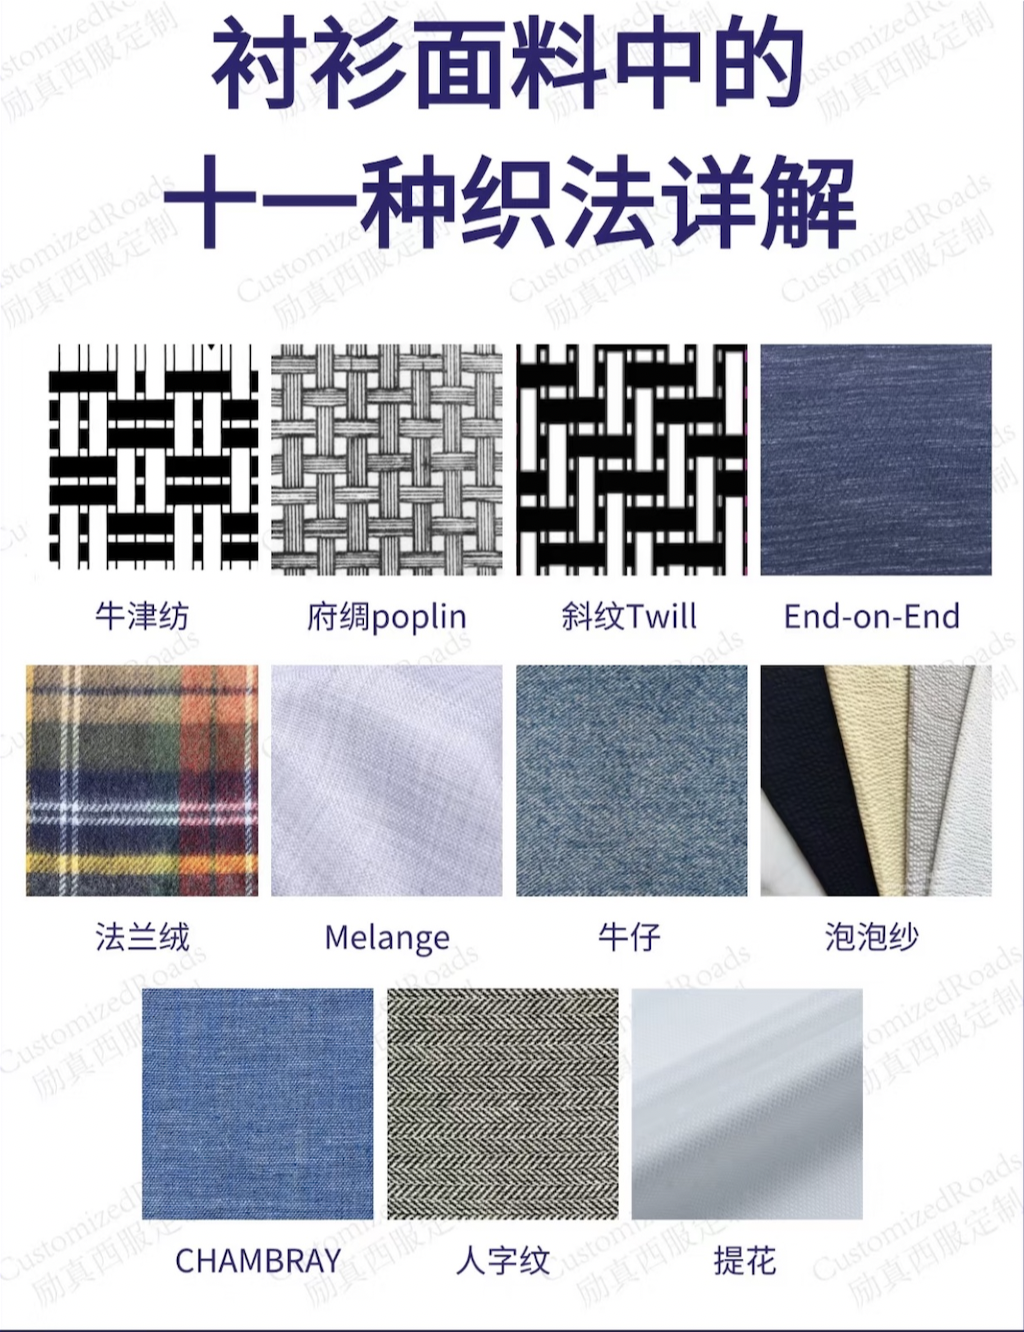 衬衫面料中的
十一种织法详解
牛津纺
府绸poplin
斜纹Twill
End-on-End
法兰绒
Melange
牛仔
泡泡纱
CHAMBRAY
人字纹
提花
CustomizedRoads
励真西服定制